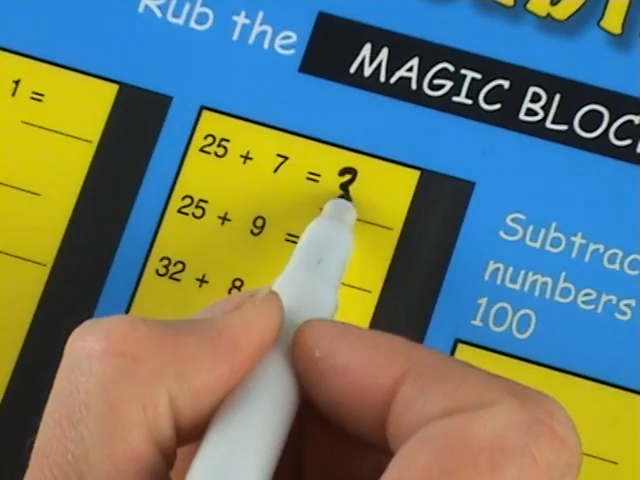 Rub the
MAGIC BLOC
1 =
25 + 7 = 3
25 + 9 =
32 + 8
Subtrac
numbers
100